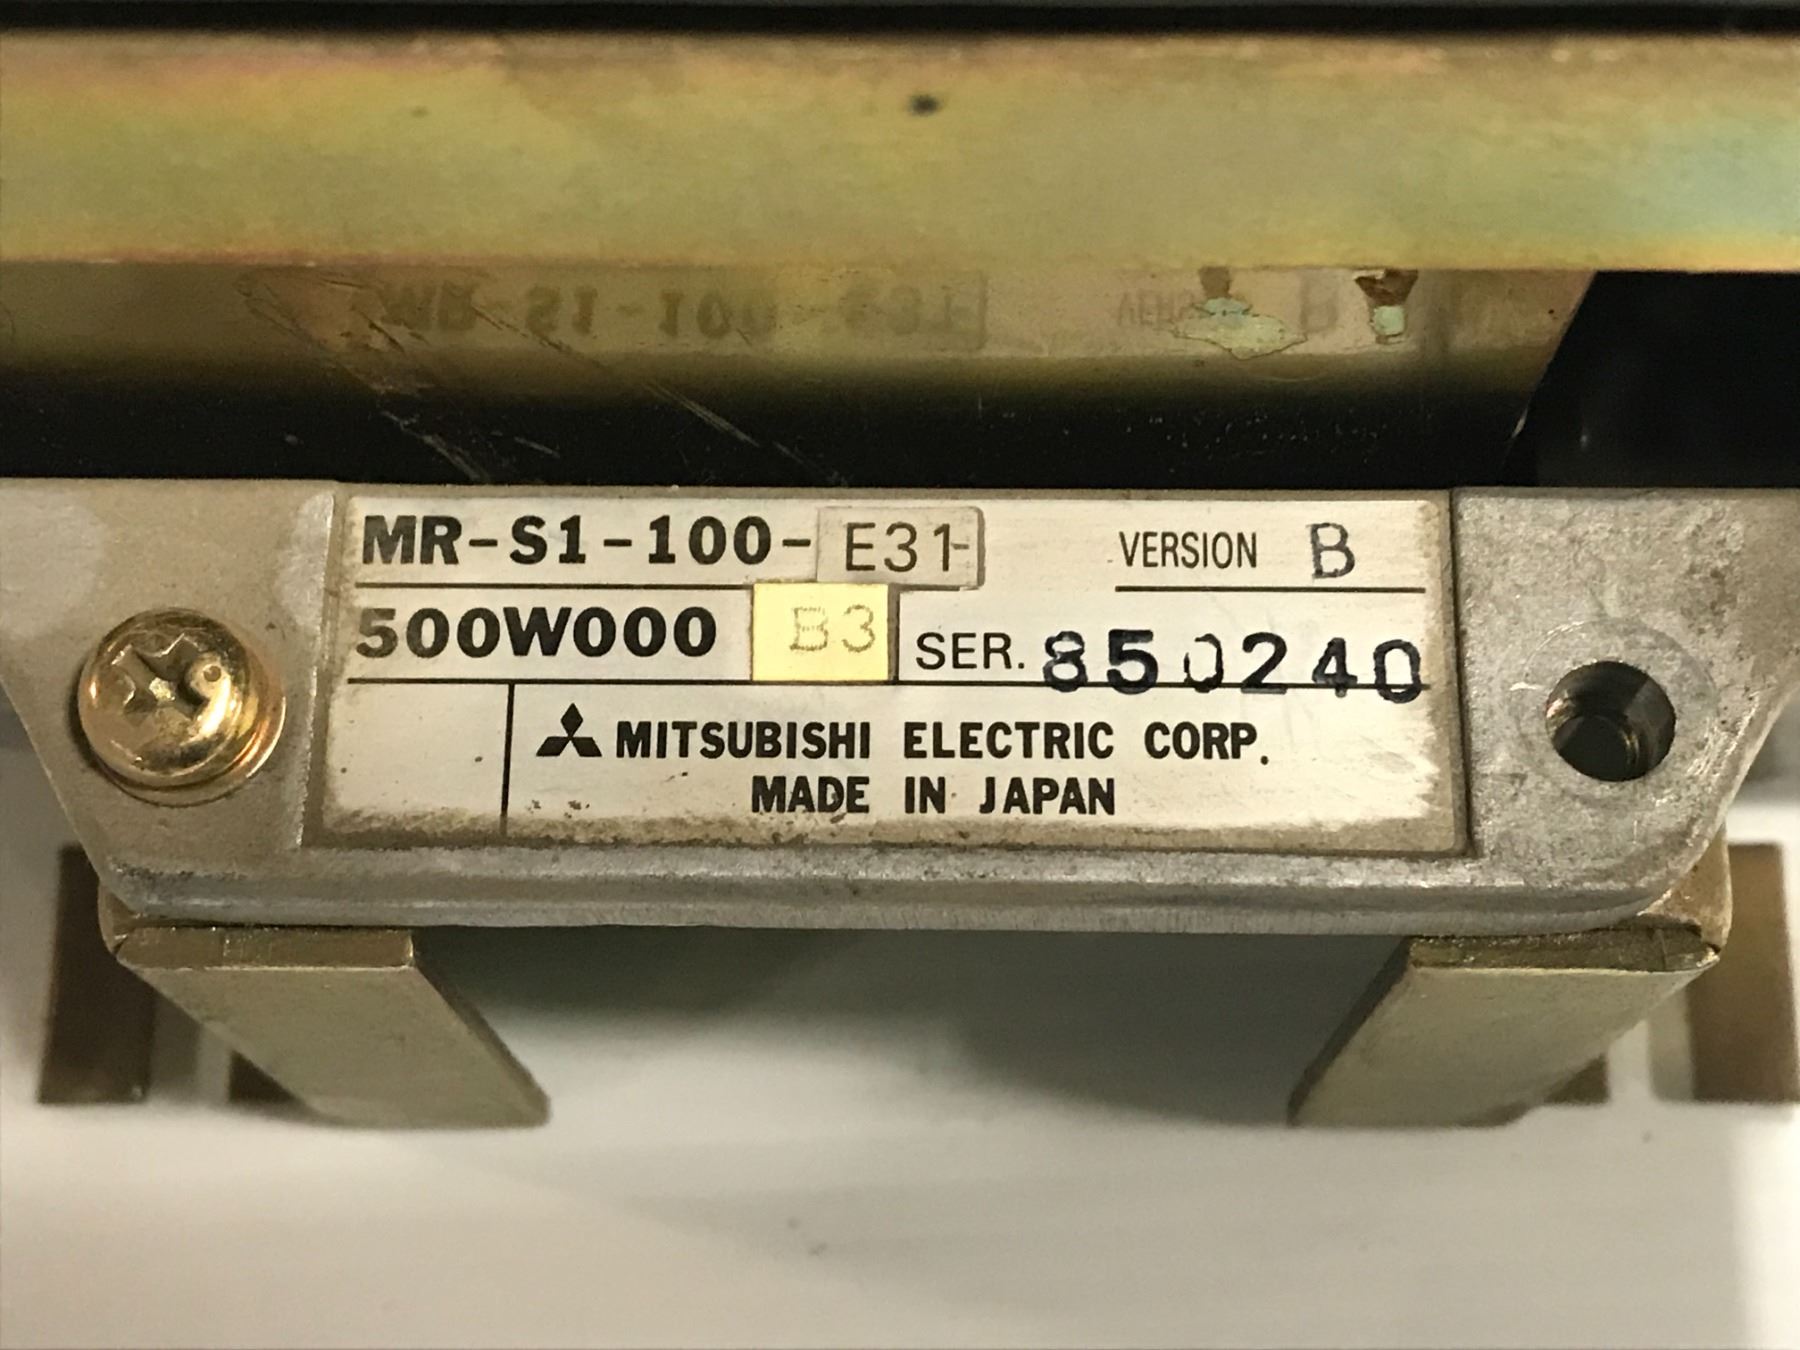 MR-S1-100-E31- VERSION B
500W000 B3 SER. 850240
MITSUBISHI ELECTRIC CORP.
MADE IN JAPAN